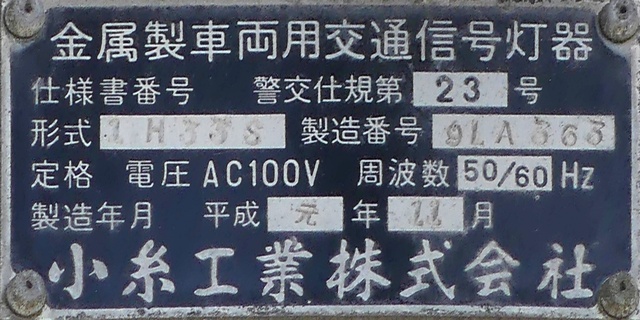 金属製車両用交通信号灯器
仕様書番号 警交仕規第 23 号
形式 1H33S 製造番号 9LA363
定格 電圧 AC100V 周波数 50/60 Hz
製造年月 平成 元 年 11 月
小糸工業株式会社